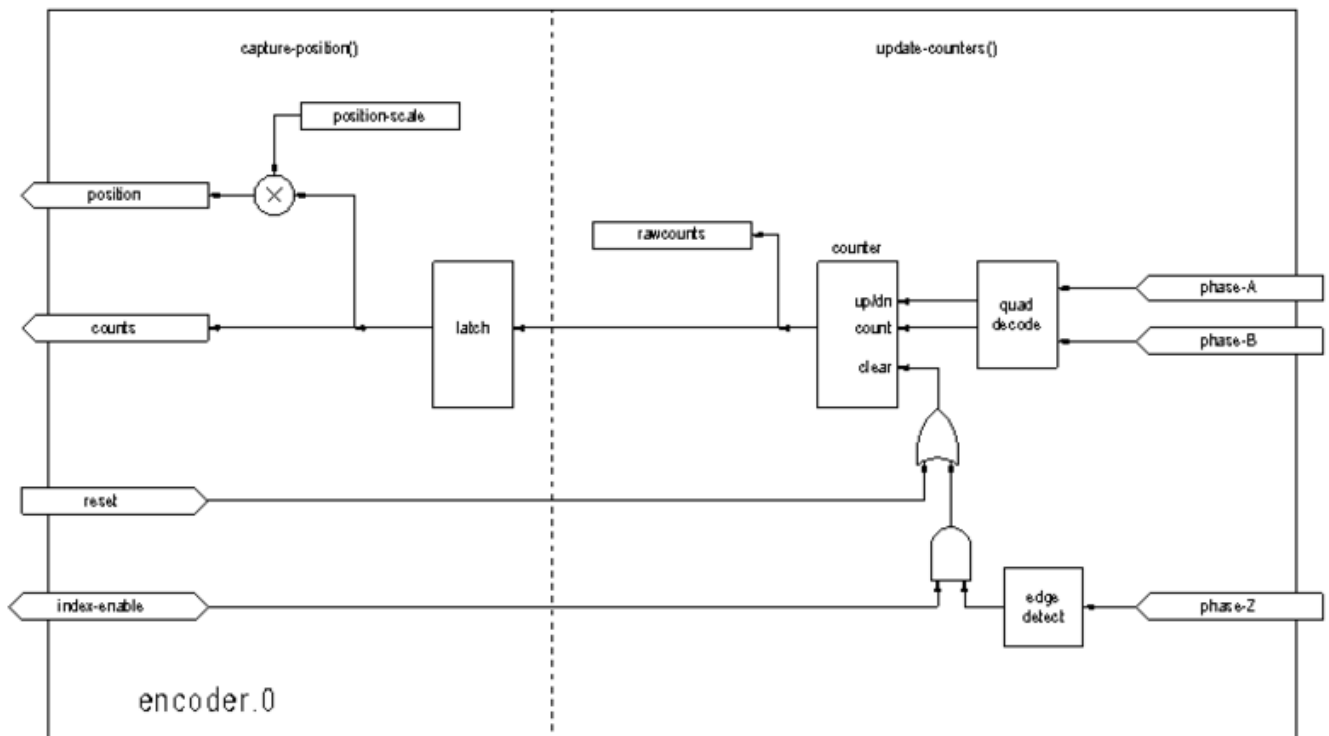 capture-position()
update-counters()
position-scale
position
rawcounts
counter
up/dn
count
clear
quad
decode
phase-A
phase-B
counts
latch
reset
index-enable
edge
detect
phase-Z
encoder.0